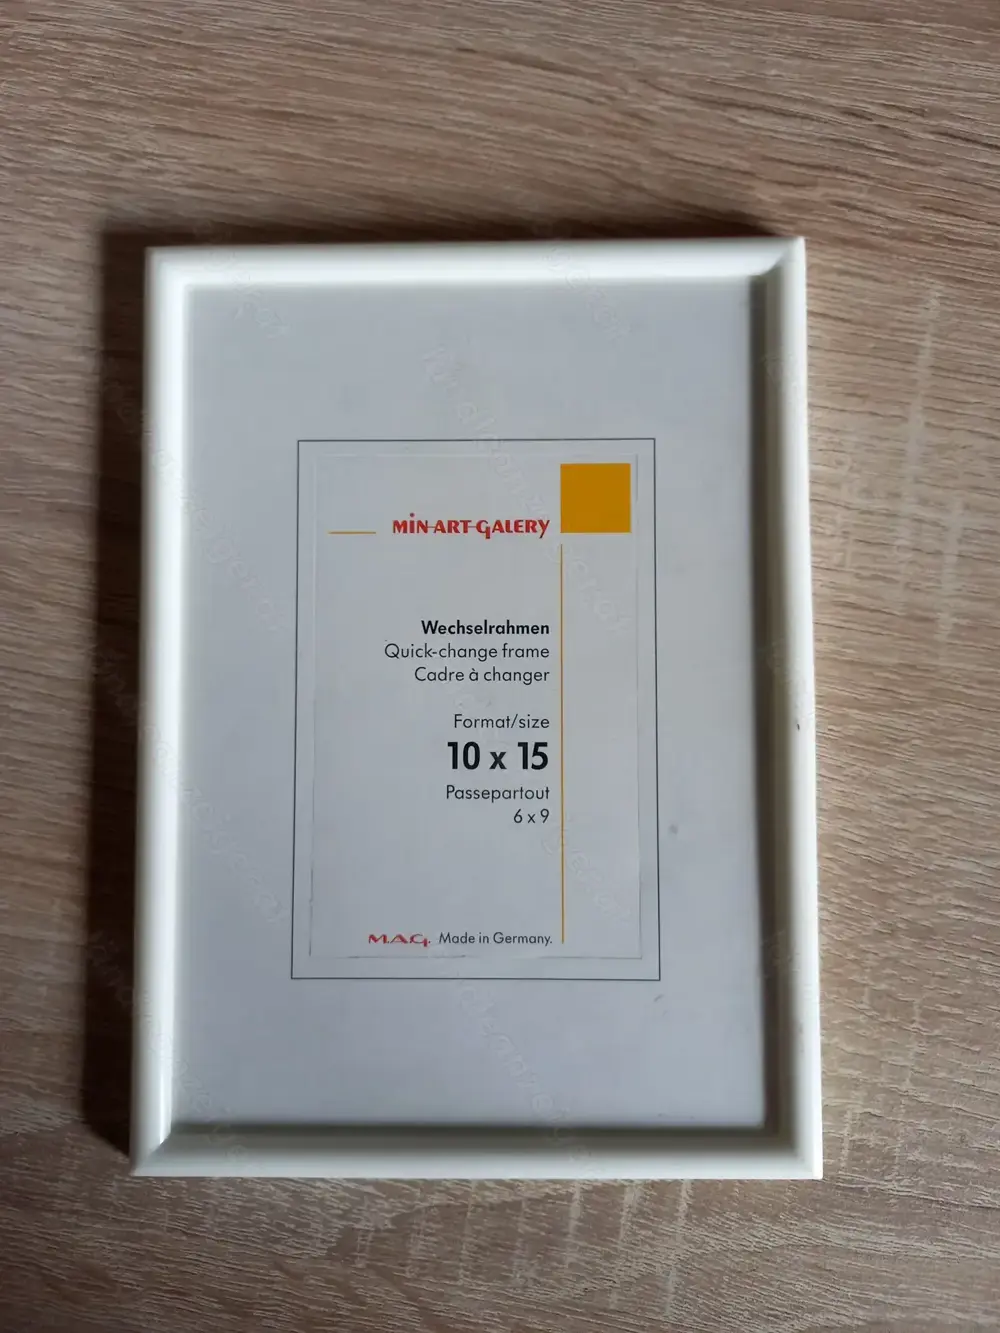 MIN ART GALERY
Wechselrahmen
Quick-change frame
Cadre à changer
Format/size
10 x 15
Passepartout
6 x 9
M.A.G. Made in Germany.